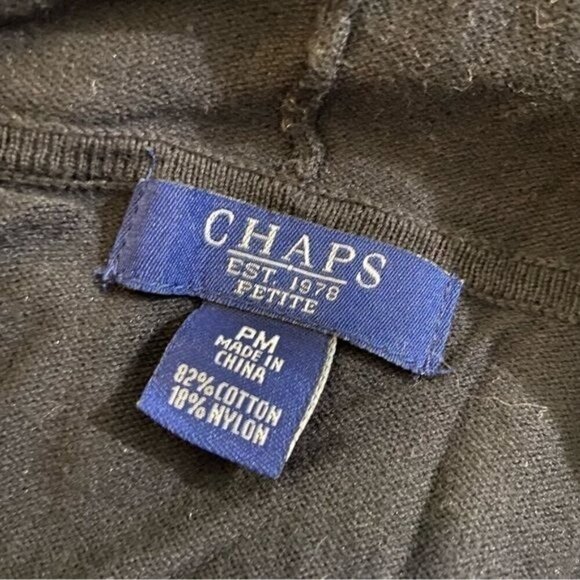 CHAPS
EST. 1978
PETITE
PM
MADE IN
CHINA
82% COTTON
18% NYLON